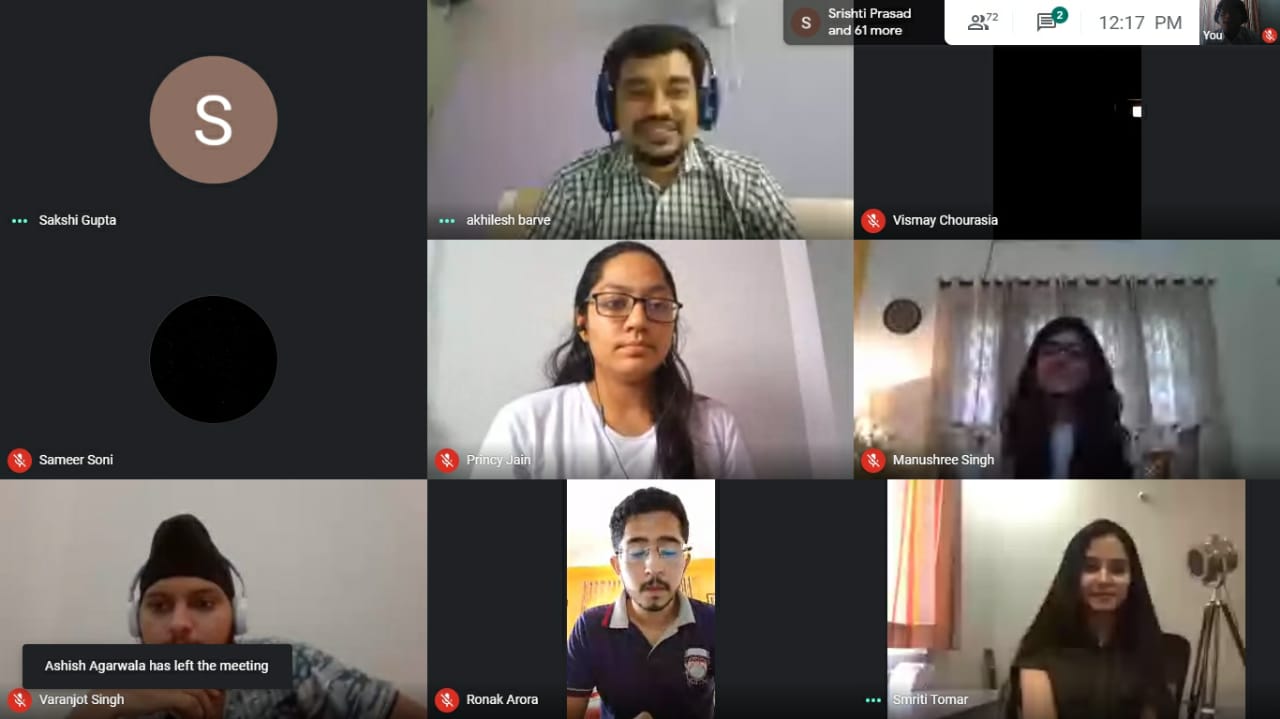 Srishti Prasad
and 61 more
72
2
12:17 PM
You
S
S
Sakshi Gupta
akhilesh barve
Vismay Chourasia
Sameer Soni
Princy Jain
Manushree Singh
Ashish Agarwala has left the meeting
Varanjot Singh
Ronak Arora
Smriti Tomar